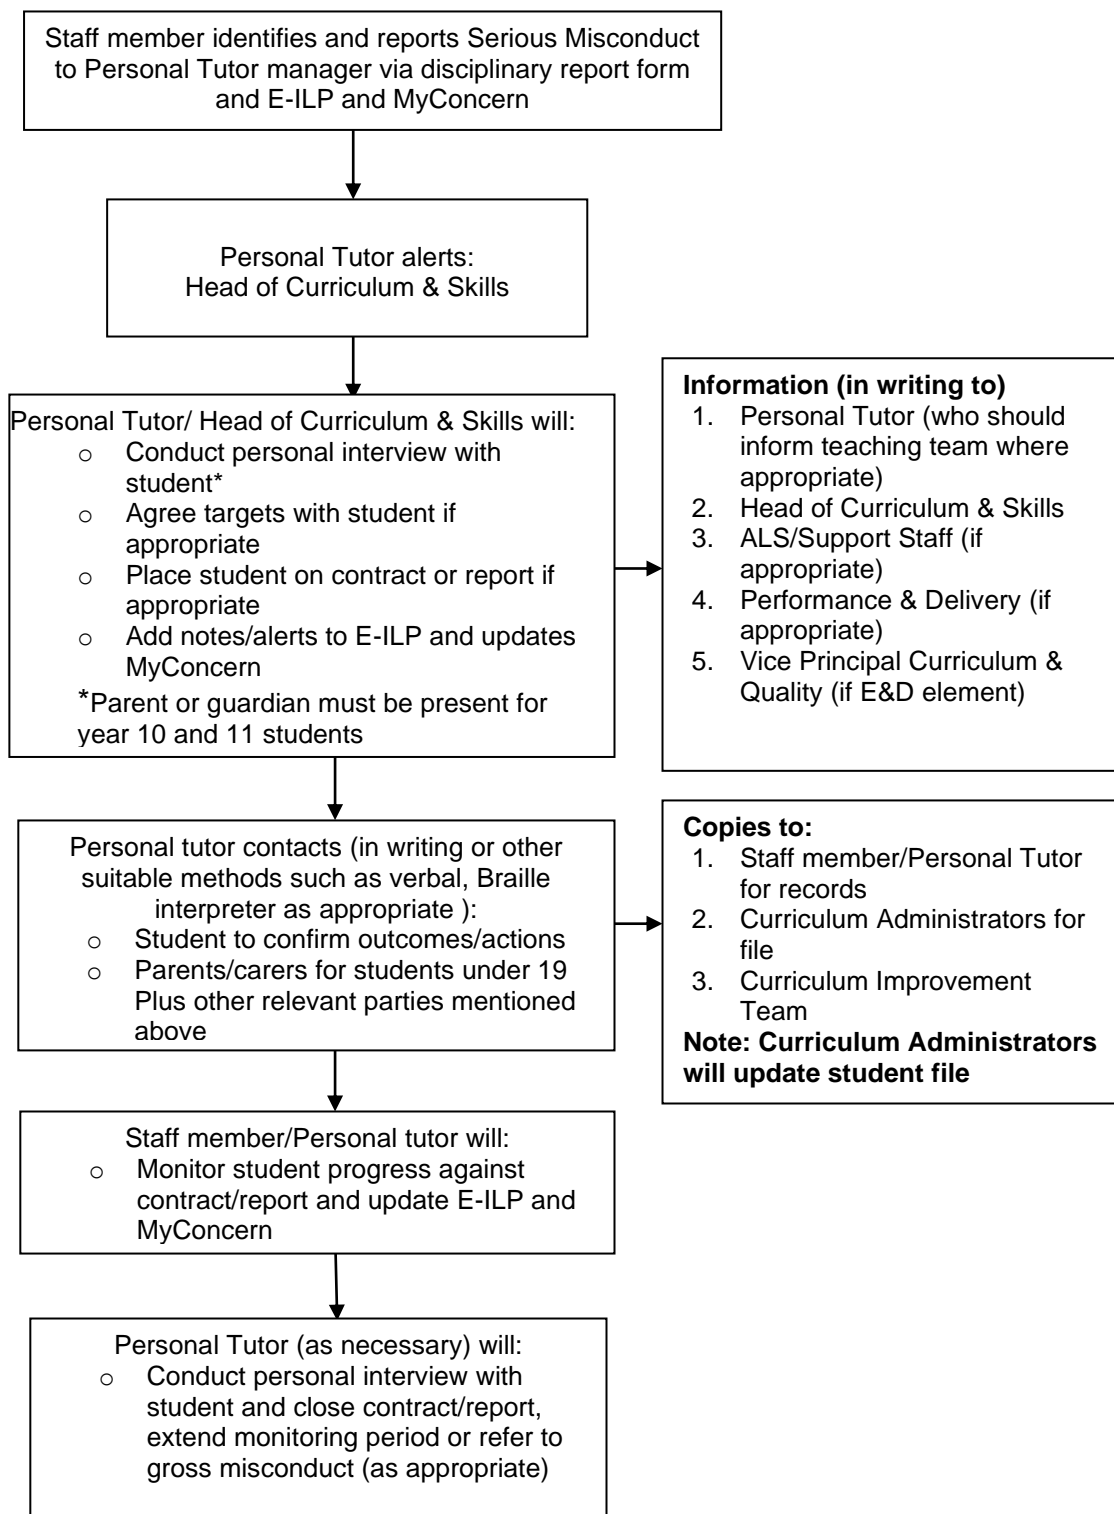 Staff member identifies and reports Serious Misconduct
to Personal Tutor manager via disciplinary report form
and E-ILP and MyConcern
Personal Tutor alerts:
Head of Curriculum & Skills
Personal Tutor/ Head of Curriculum & Skills will:
o Conduct personal interview with
student*
o Agree targets with student if
appropriate
o Place student on contract or report if
appropriate
o Add notes/alerts to E-ILP and updates
MyConcern
*Parent or guardian must be present for
year 10 and 11 students
Information (in writing to)
1. Personal Tutor (who should
inform teaching team where
appropriate)
2. Head of Curriculum & Skills
3. ALS/Support Staff (if
appropriate)
4. Performance & Delivery (if
appropriate)
5. Vice Principal Curriculum &
Quality (if E&D element)
Personal tutor contacts (in writing or other
suitable methods such as verbal, Braille
interpreter as appropriate ):
o Student to confirm outcomes/actions
o Parents/carers for students under 19
Plus other relevant parties mentioned
above
Copies to:
1. Staff member/Personal Tutor
for records
2. Curriculum Administrators for
file
3. Curriculum Improvement
Team
Note: Curriculum Administrators
will update student file
Staff member/Personal tutor will:
o Monitor student progress against
contract/report and update E-ILP and
MyConcern
Personal Tutor (as necessary) will:
o Conduct personal interview with
student and close contract/report,
extend monitoring period or refer to
gross misconduct (as appropriate)